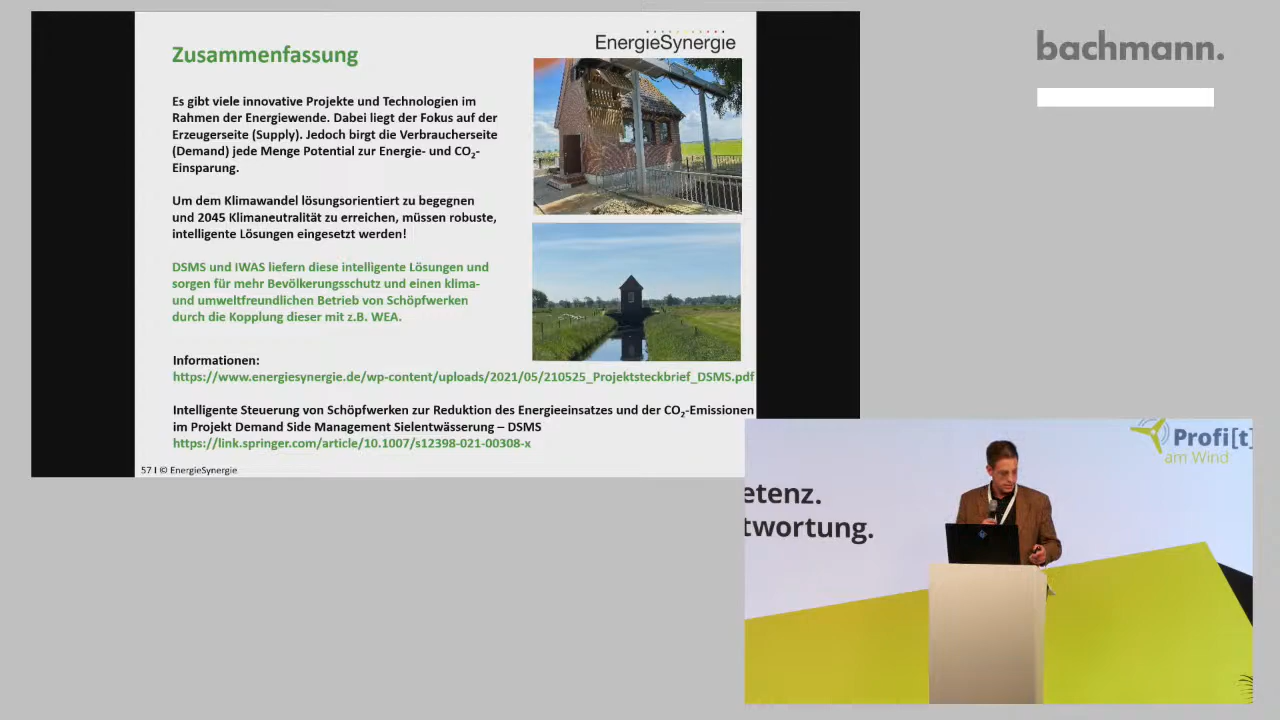 Zusammenfassung
EnergieSynergie
Es gibt viele innovative Projekte und Technologien im
Rahmen der Energiewende. Dabei liegt der Fokus auf der
Erzeugerseite (Supply). Jedoch birgt die Verbraucherseite
(Demand) jede Menge Potential zur Energie- und CO₂-
Einsparung.
Um dem Klimawandel lösungsorientiert zu begegnen
und 2045 Klimaneutralität zu erreichen, müssen robuste,
intelligente Lösungen eingesetzt werden!
DSMS und IWAS liefern diese intelligente Lösungen und
sorgen für mehr Bevölkerungsschutz und einen klima-
und umweltfreundlichen Betrieb von Schöpfwerken
durch die Kopplung dieser mit z.B. WEA.
Informationen:
https://www.energiesynergie.de/wp-content/uploads/2021/05/210525_Projektsteckbrief_DSMS.pdf
Intelligente Steuerung von Schöpfwerken zur Reduktion des Energieeinsatzes und der CO₂-Emissionen
im Projekt Demand Side Management Sielentwässerung – DSMS
https://link.springer.com/article/10.1007/s12398-021-00308-x
57 I © EnergieSynergie
bachmann.
Profi[t]
am Wind
etenz.
twortung.